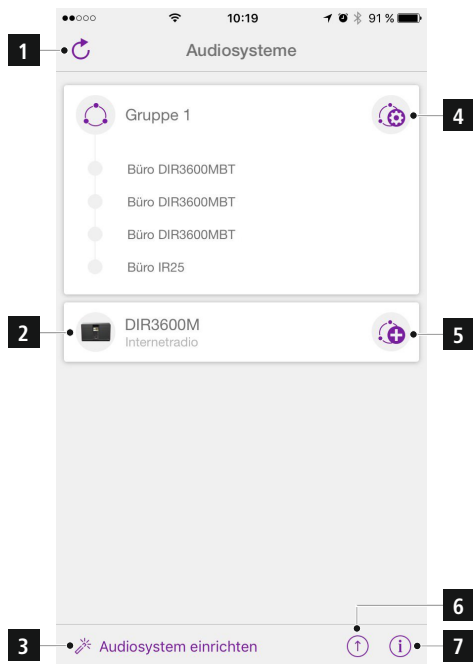 10:19
91 %
1
Audiosysteme
Gruppe 1
4
Büro DIR3600MBT
Büro DIR3600MBT
Büro DIR3600MBT
Büro IR25
2
DIR3600M
Internetradio
5
6
3
Audiosystem einrichten
7